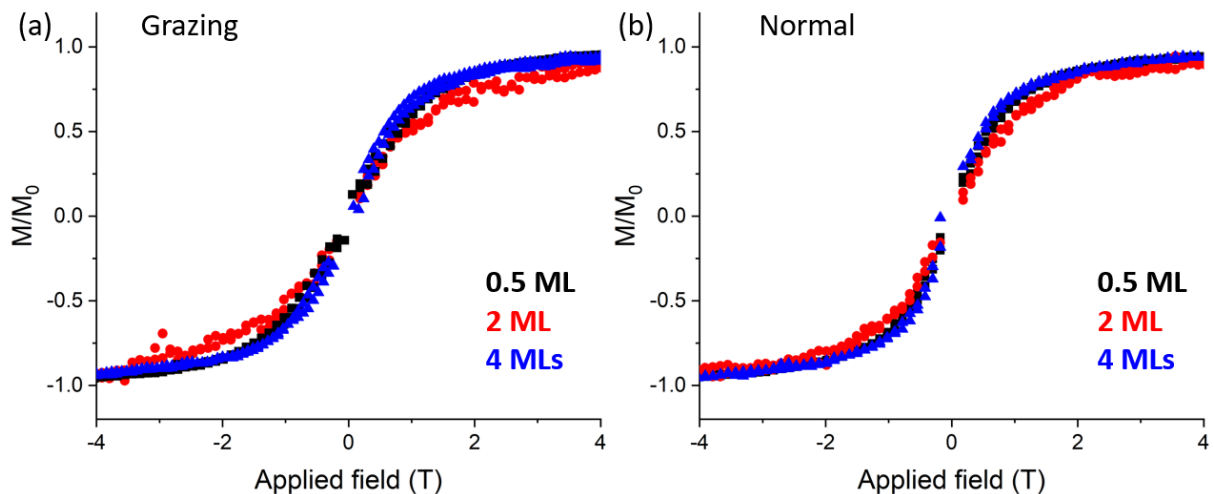 (a) Grazing
1.0
0.5
0.0
-0.5
-1.0
M/M₀
-4 -2 0 2 4
Applied field (T)
0.5 ML
2 ML
4 MLs
(b) Normal
1.0
0.5
0.0
-0.5
-1.0
M/M₀
-4 -2 0 2 4
Applied field (T)
0.5 ML
2 ML
4 MLs